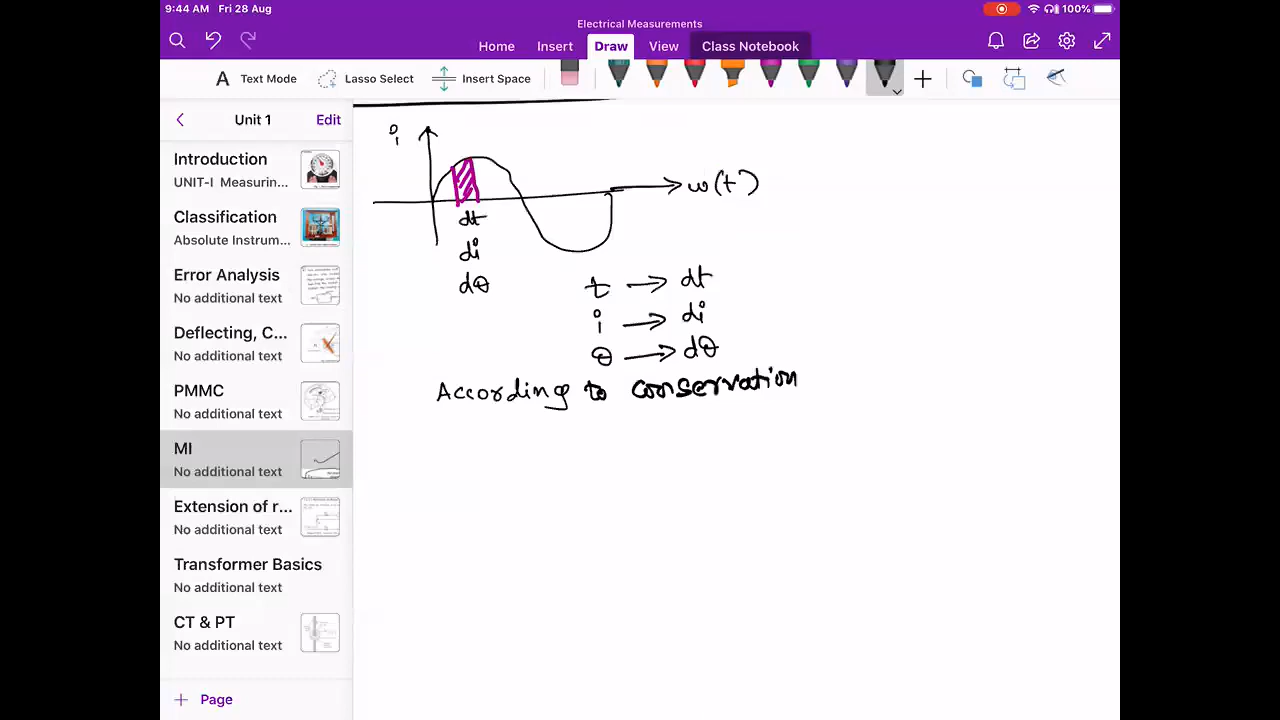 9:44 AM Fri 28 Aug
100%
Electrical Measurements
Home Insert Draw View Class Notebook
A Text Mode Lasso Select Insert Space
Unit 1 Edit
Introduction
UNIT-I Measurin...
Classification
Absolute Instrum...
Error Analysis
No additional text
Deflecting, C...
No additional text
PMMC
No additional text
MI
No additional text
Extension of r...
No additional text
Transformer Basics
No additional text
CT & PT
No additional text
+ Page
i
ω(t)
dt
di
dθ
t → dt
i → di
θ → dθ
According to conservation